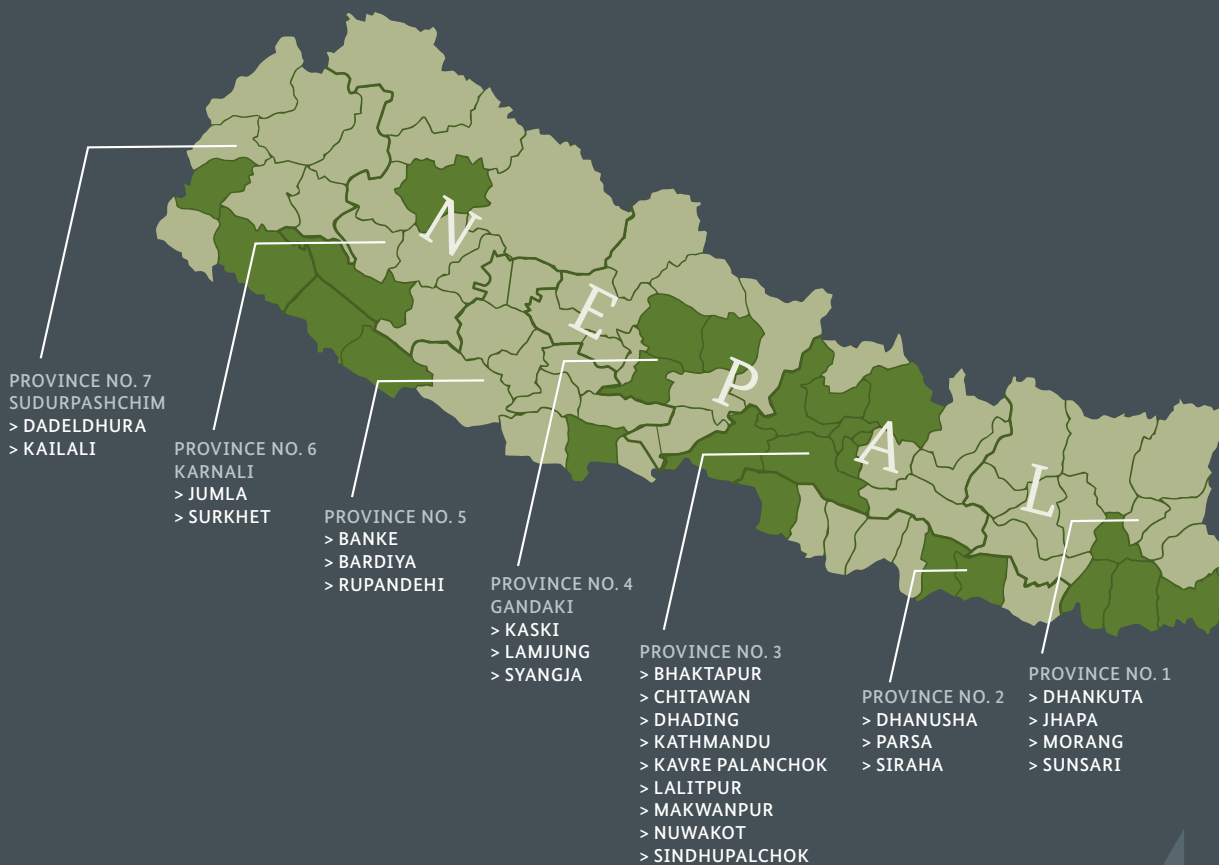 N
E
P
A
L
PROVINCE NO. 7
SUDURPASHCHIM
> DADELDHURA
> KAILALI
PROVINCE NO. 6
KARNALI
> JUMLA
> SURKHET
PROVINCE NO. 5
> BANKE
> BARDIYA
> RUPANDEHI
PROVINCE NO. 4
GANDAKI
> KASKI
> LAMJUNG
> SYANGJA
PROVINCE NO. 3
> BHAKTAPUR
> CHITAWAN
> DHADING
> KATHMANDU
> KAVRE PALANCHOK
> LALITPUR
> MAKWANPUR
> NUWAKOT
> SINDHUPALCHOK
PROVINCE NO. 2
> DHANUSHA
> PARSA
> SIRAHA
PROVINCE NO. 1
> DHANKUTA
> JHAPA
> MORANG
> SUNSARI